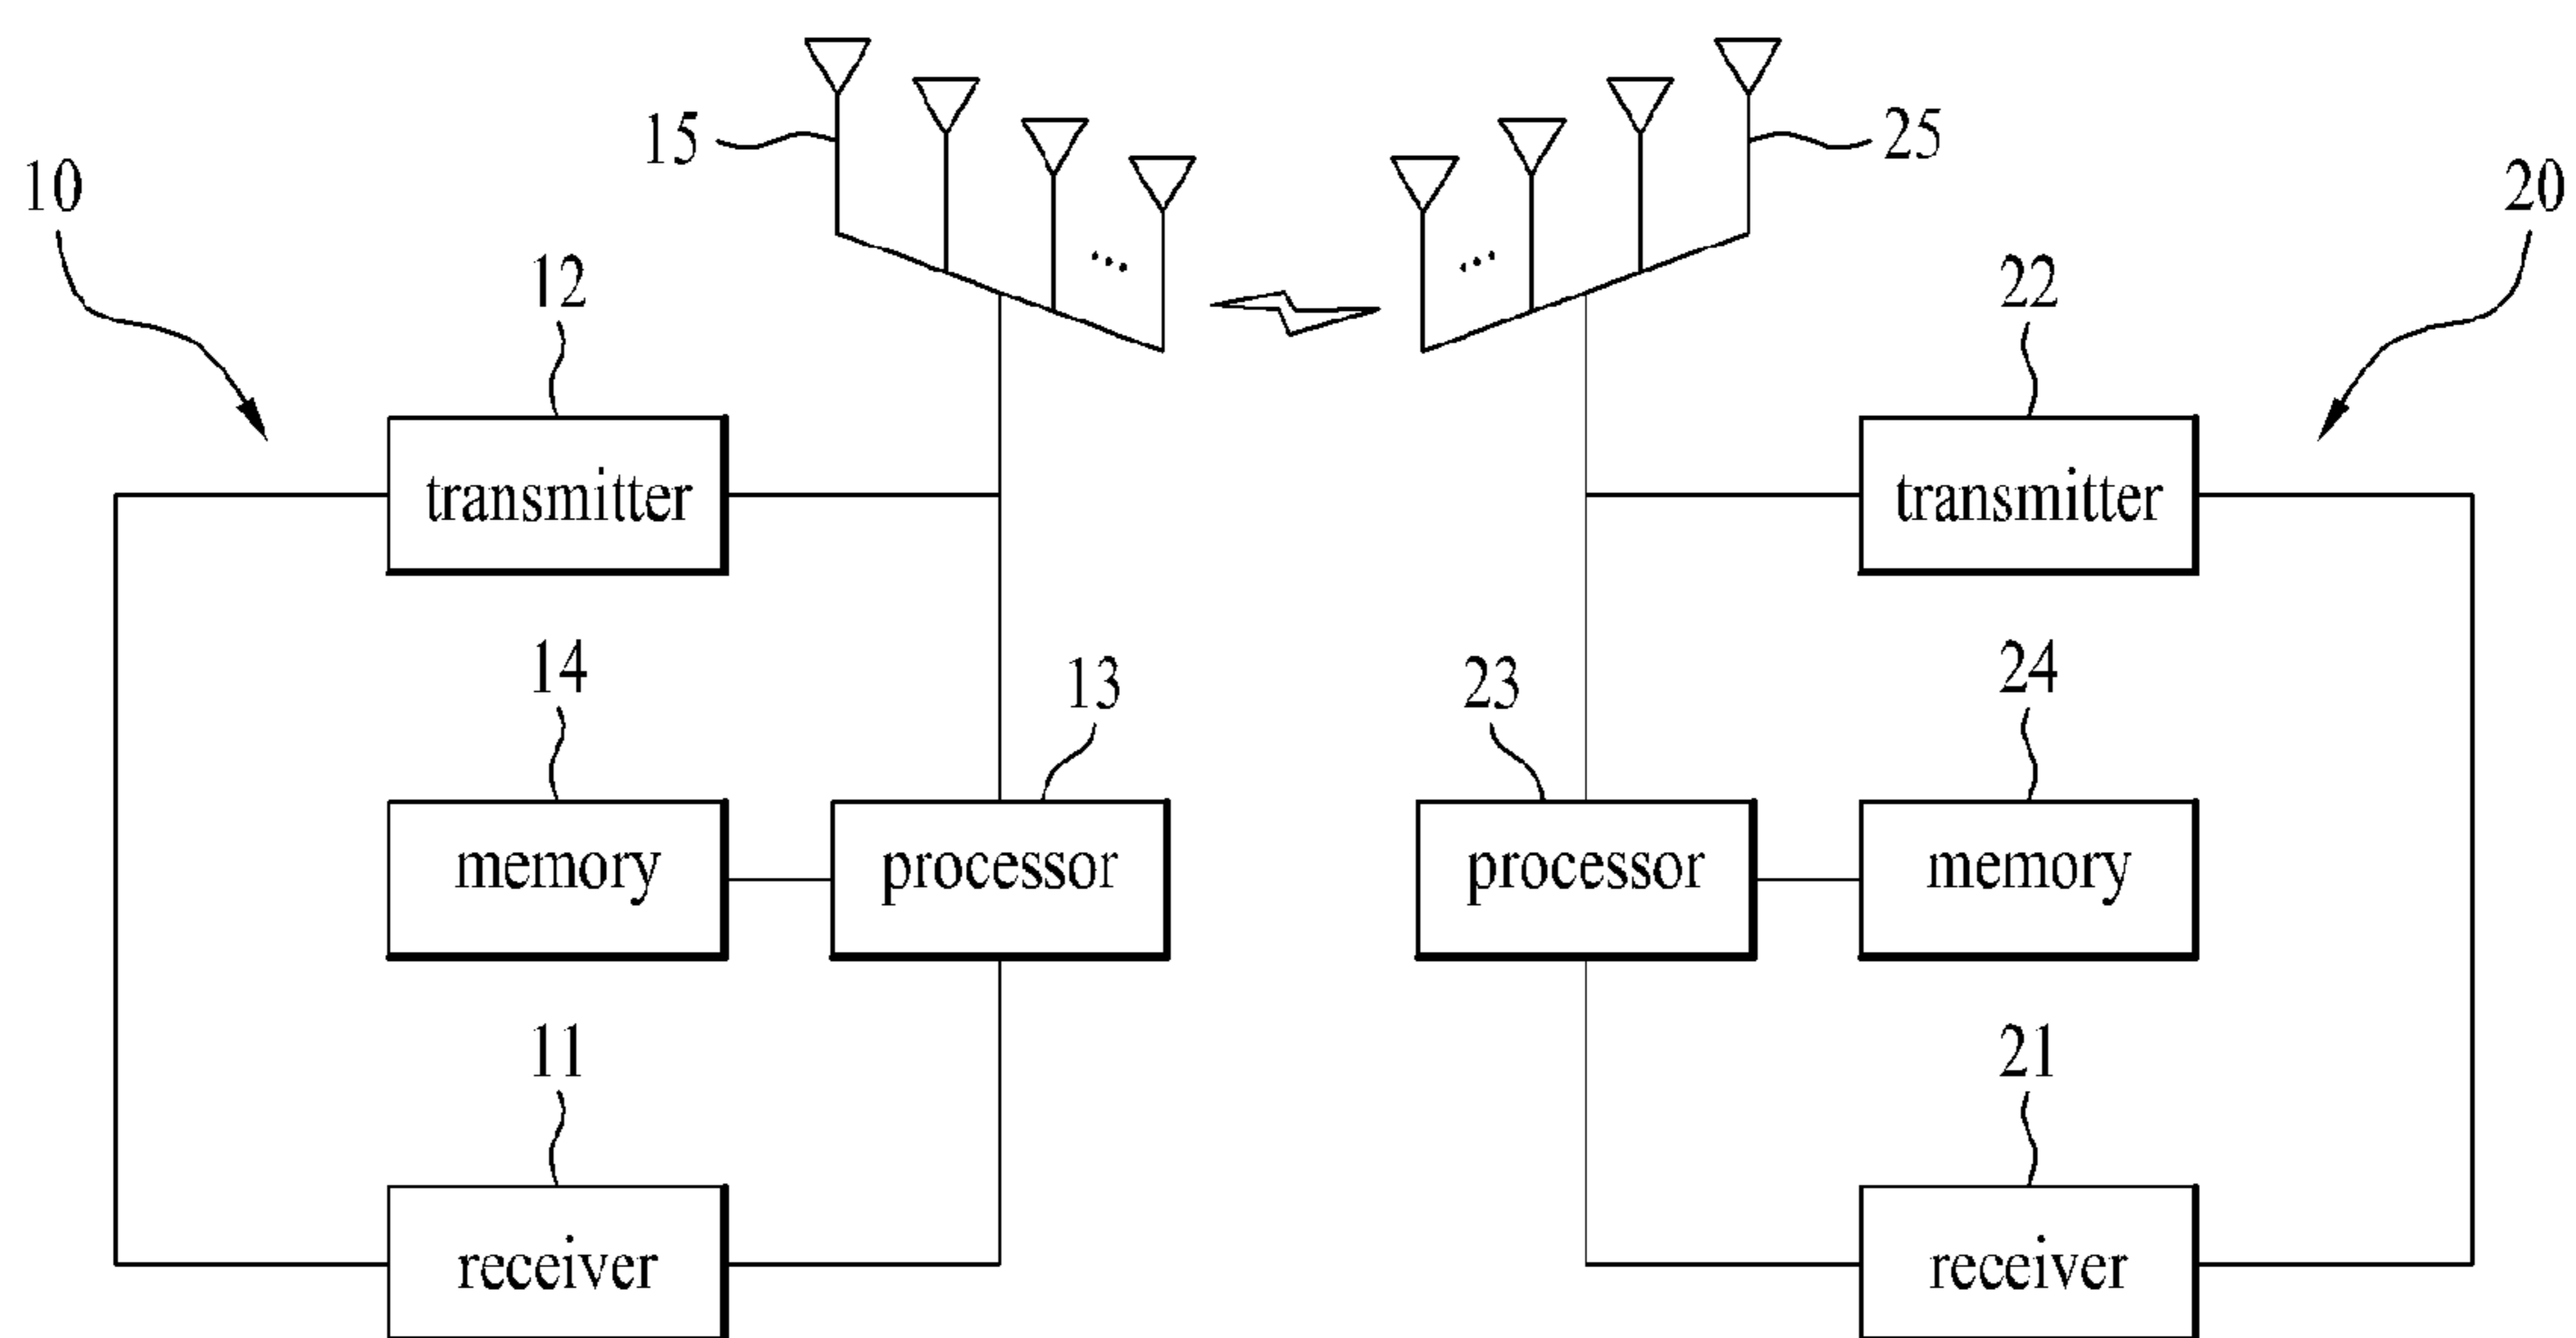 15
25
10
20
12
22
transmitter
transmitter
14
13
23
24
memory
processor
processor
memory
11
21
receiver
receiver